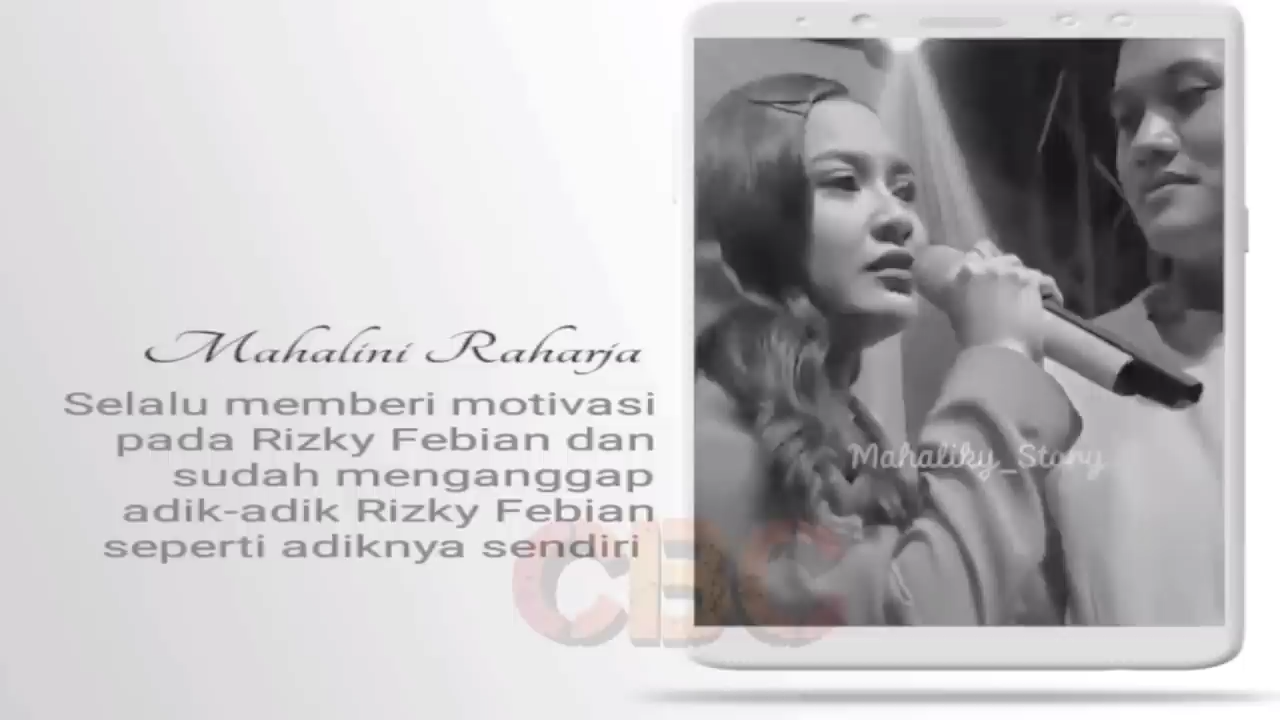 Mahalini Raharja
Selalu memberi motivasi
pada Rizky Febian dan
sudah menganggap
adik-adik Rizky Febian
seperti adiknya sendiri
Mahaliky_Story
CBC